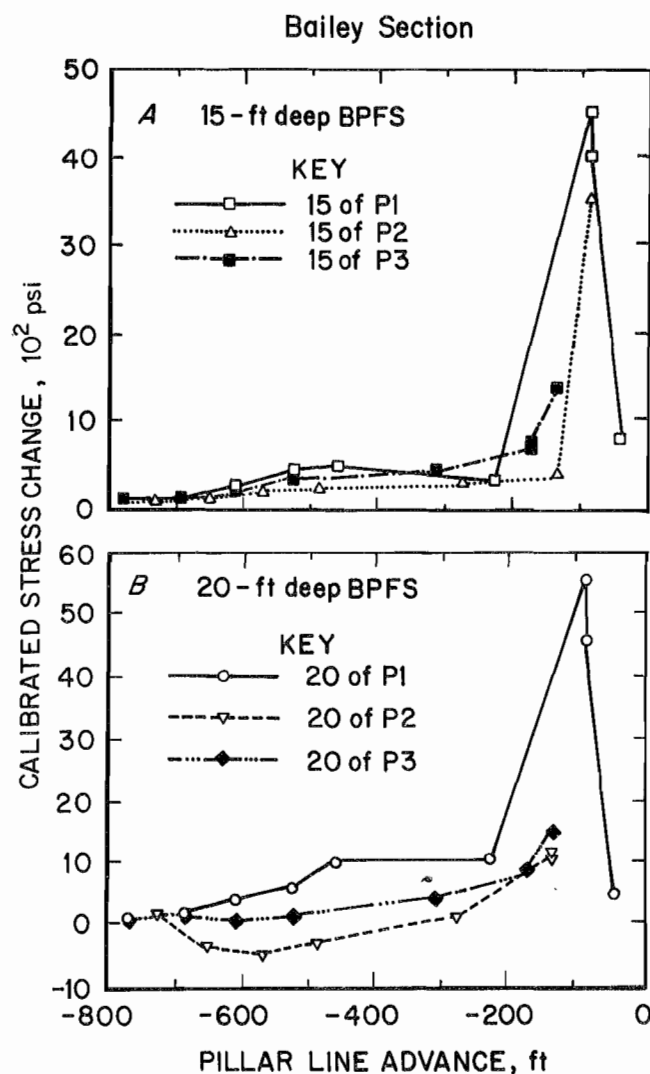 Bailey Section
CALIBRATED STRESS CHANGE, 10² psi
50
40
30
20
10
0
A 15-ft deep BPFS
KEY
15 of P1
15 of P2
15 of P3
60
50
40
30
20
10
0
-10
B 20-ft deep BPFS
KEY
20 of P1
20 of P2
20 of P3
-800 -600 -400 -200 0
PILLAR LINE ADVANCE, ft